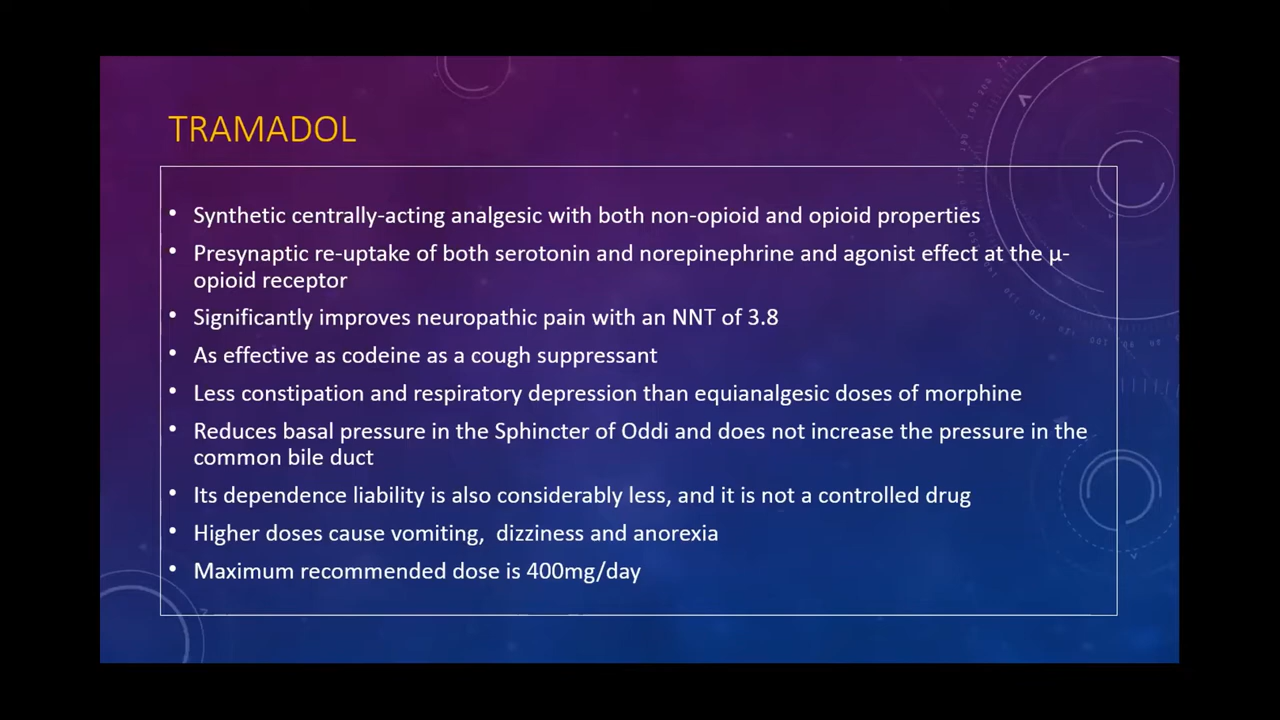 TRAMADOL
• Synthetic centrally-acting analgesic with both non-opioid and opioid properties
• Presynaptic re-uptake of both serotonin and norepinephrine and agonist effect at the µ-
opioid receptor
• Significantly improves neuropathic pain with an NNT of 3.8
• As effective as codeine as a cough suppressant
• Less constipation and respiratory depression than equianalgesic doses of morphine
• Reduces basal pressure in the Sphincter of Oddi and does not increase the pressure in the
common bile duct
• Its dependence liability is also considerably less, and it is not a controlled drug
• Higher doses cause vomiting,  dizziness and anorexia
• Maximum recommended dose is 400mg/day